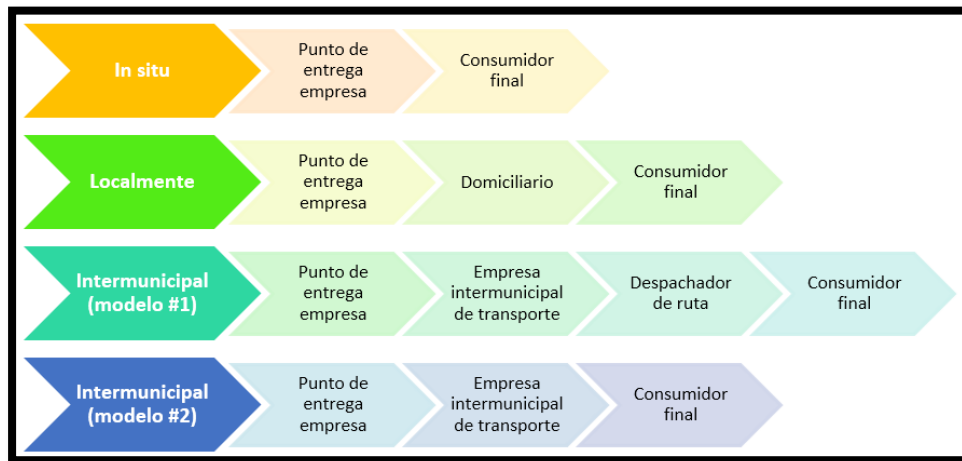 In situ
Punto de
entrega
empresa
Consumidor
final
Localmente
Punto de
entrega
empresa
Domiciliario
Consumidor
final
Intermunicipal
(modelo #1)
Punto de
entrega
empresa
Empresa
intermunicipal
de transporte
Despachador
de ruta
Consumidor
final
Intermunicipal
(modelo #2)
Punto de
entrega
empresa
Empresa
intermunicipal
de transporte
Consumidor
final